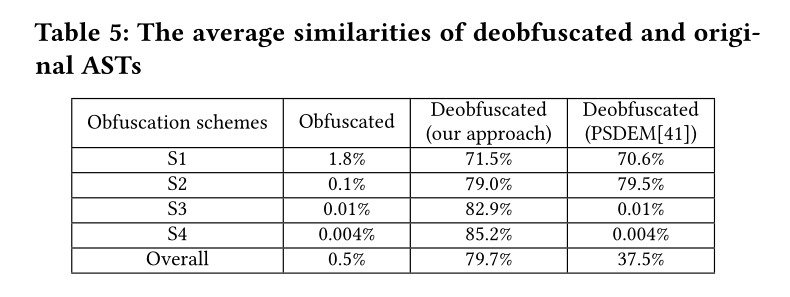 Table 5: The average similarities of deobfuscated and origi-
nal ASTs
Obfuscation schemes Obfuscated Deobfuscated (our approach) Deobfuscated (PSDEM[41])
S1 1.8% 71.5% 70.6%
S2 0.1% 79.0% 79.5%
S3 0.01% 82.9% 0.01%
S4 0.004% 85.2% 0.004%
Overall 0.5% 79.7% 37.5%